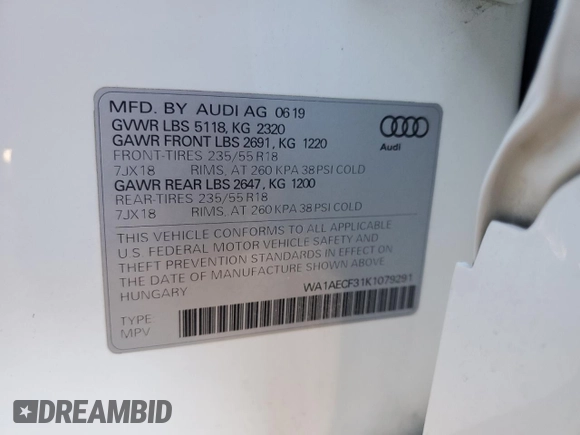 MFD. BY AUDI AG 06 19
GVWR LBS 5118, KG 2320
GAWR FRONT LBS 2691, KG 1220
FRONT-TIRES 235/55 R18
7JX18 RIMS, AT 260 KPA 38 PSI COLD
GAWR REAR LBS 2647, KG 1200
REAR-TIRES 235/55 R18
7JX18 RIMS, AT 260 KPA 38 PSI COLD
Audi
THIS VEHICLE CONFORMS TO ALL APPLICABLE
U.S. FEDERAL MOTOR VEHICLE SAFETY AND
THEFT PREVENTION STANDARDS IN EFFECT ON
THE DATE OF MANUFACTURE SHOWN ABOVE.
HUNGARY
WA1AECF31K1079291
TYPE
MPV
DREAMBID